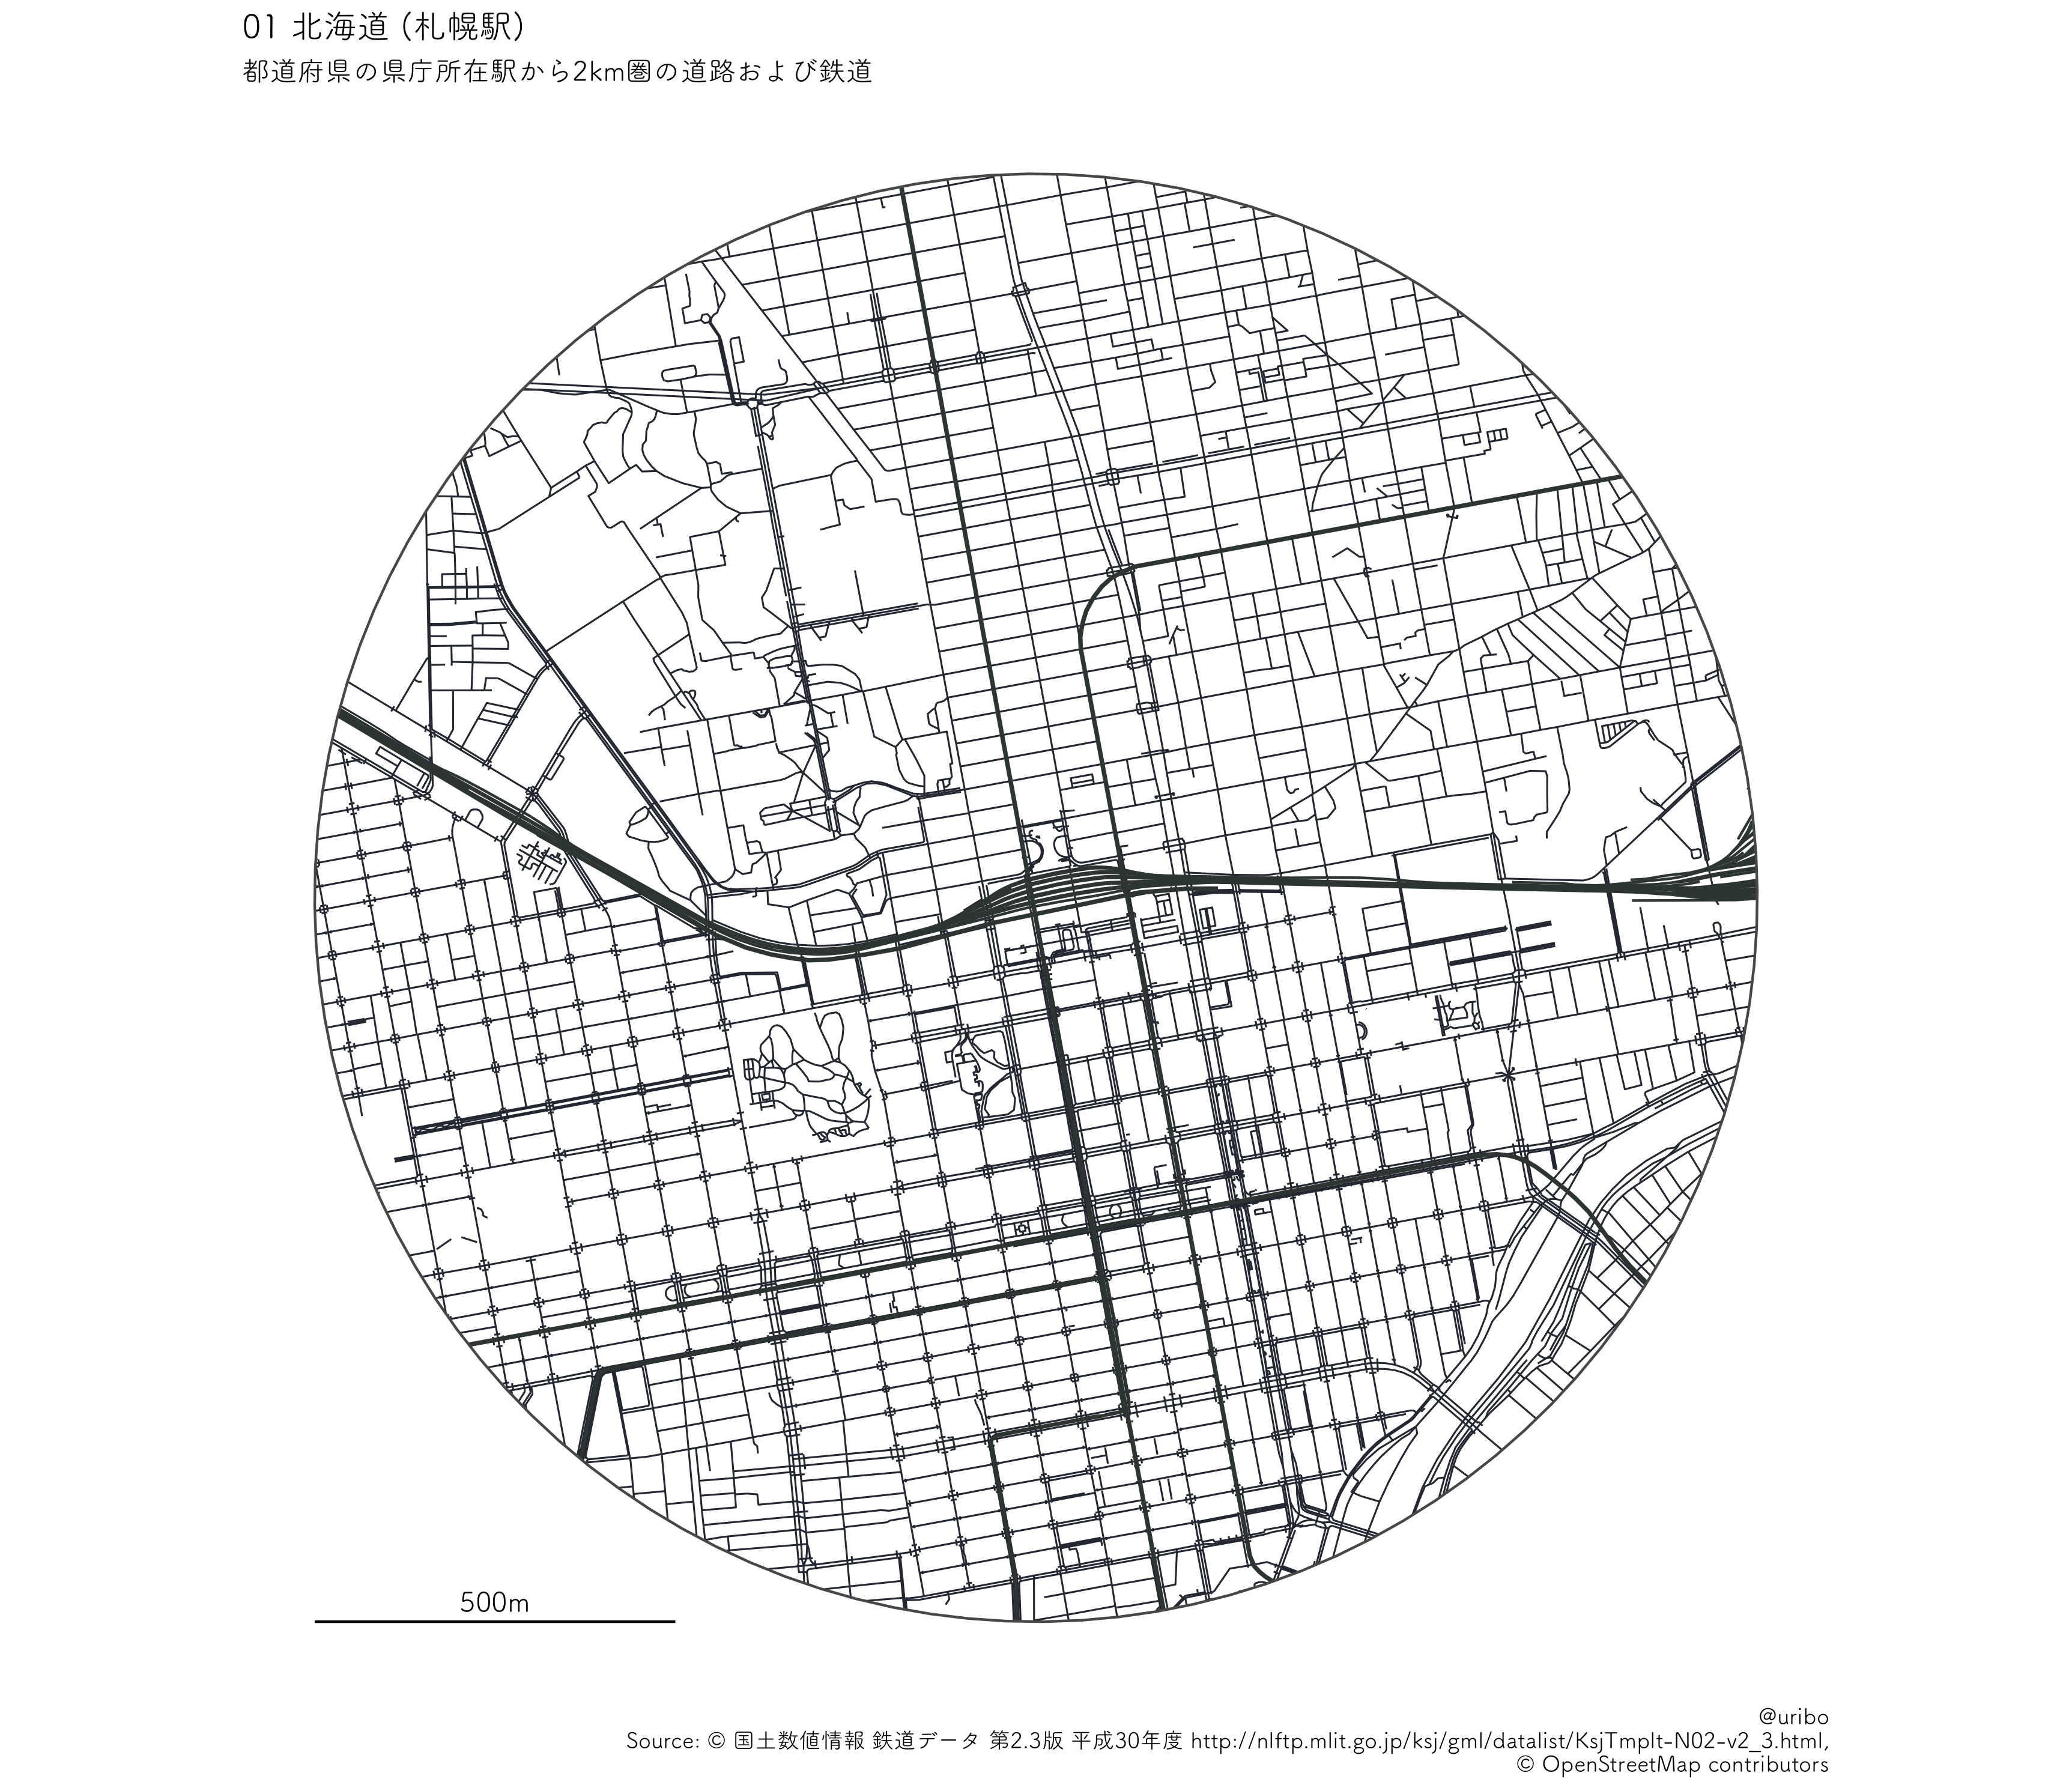 01 北海道 (札幌駅)
都道府県の県庁所在駅から2km圏の道路および鉄道
500m
@uribo
Source: © 国土数値情報 鉄道データ 第2.3版 平成30年度 http://nlftp.mlit.go.jp/ksj/gml/datalist/KsjTmplt-N02-v2_3.html,
© OpenStreetMap contributors